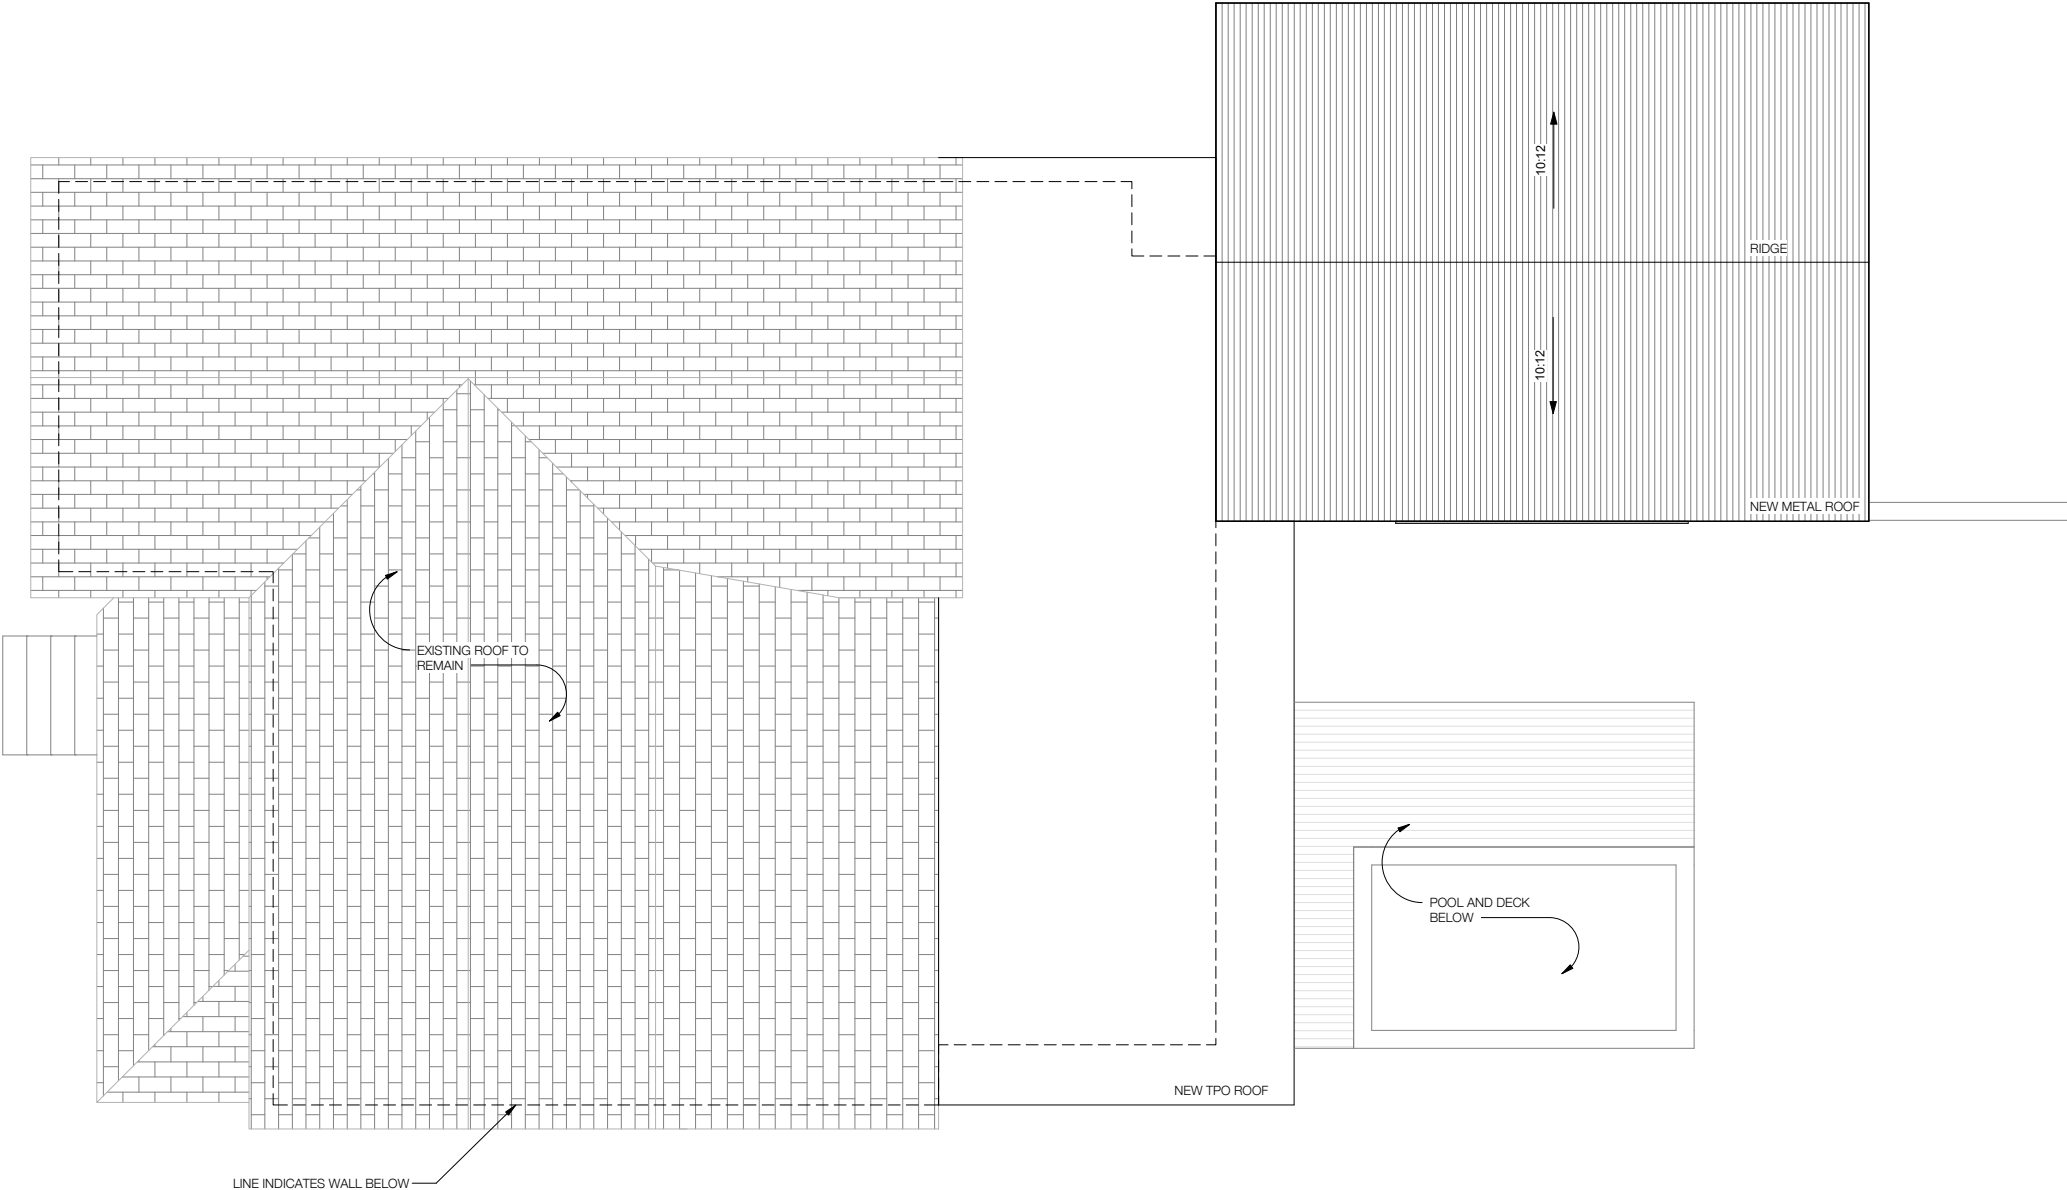 10:12
RIDGE
10:12
NEW METAL ROOF
EXISTING ROOF TO
REMAIN
POOL AND DECK
BELOW
NEW TPO ROOF
LINE INDICATES WALL BELOW